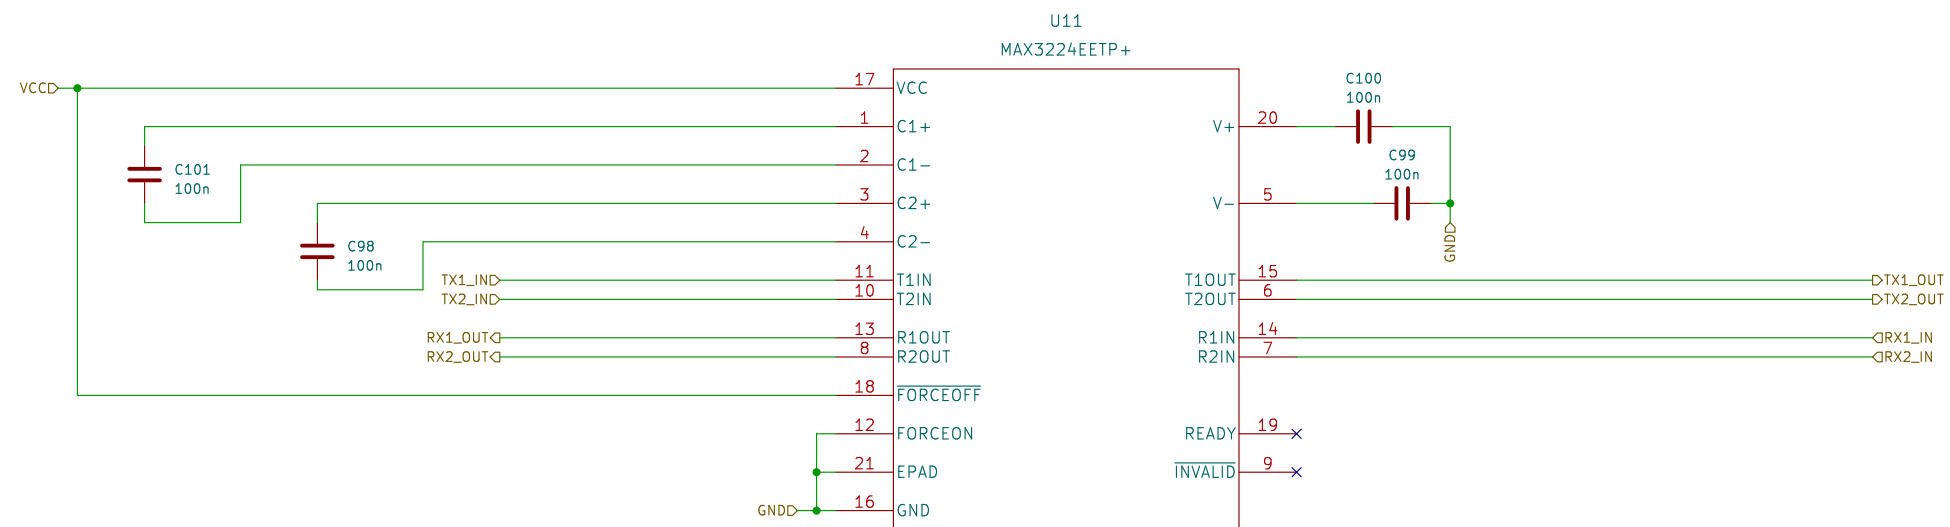 U11
MAX3224EETP+
VCC
17
VCC
1
C1+
2
C1-
3
C2+
4
C2-
11
T1IN
10
T2IN
13
R1OUT
8
R2OUT
18
FORCEOFF
12
FORCEON
21
EPAD
16
GND
C101
100n
C98
100n
TX1_IN
TX2_IN
RX1_OUT
RX2_OUT
GND
V+
20
V-
5
T1OUT
15
T2OUT
6
R1IN
14
R2IN
7
READY
19
INVALID
9
C100
100n
C99
100n
GND
TX1_OUT
TX2_OUT
RX1_IN
RX2_IN